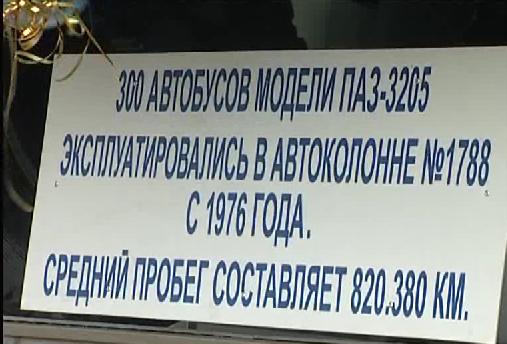 300 АВТОБУСОВ МОДЕЛИ ПАЗ-3205
ЭКСПЛУАТИРОВАЛИСЬ В АВТОКОЛОННЕ №1788
С 1976 ГОДА.
СРЕДНИЙ ПРОБЕГ СОСТАВЛЯЕТ 820.380 КМ.